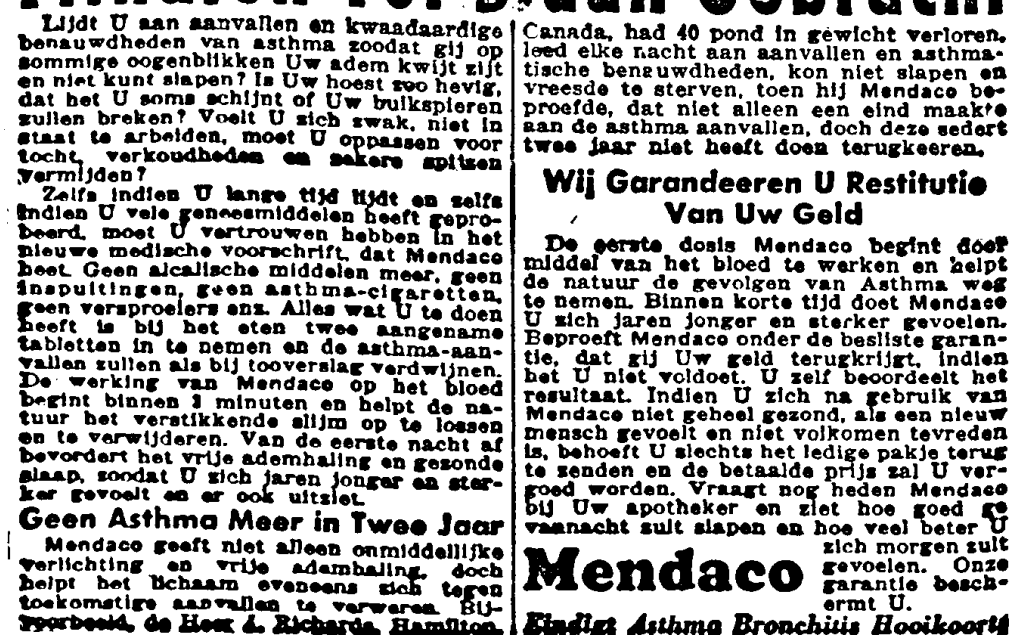 Lijdt U aan aanvallen en kwaadaardige
benauwdheden van asthma zoodat gij op
sommige oogenblikken Uw adem kwijt zijt
en niet kunt slapen? Is Uw hoest zoo hevig,
dat het U soms schijnt of Uw buikspieren
zullen breken? Voelt U zich zwak, niet in
staat te arbeiden, moet U oppassen voor
tocht, verkoudheden en zekere spijzen
vermijden?
Zelfs indien U lange tijd lijdt en zelfs
indien U vele geneesmiddelen heeft gepro-
beerd, moet U vertrouwen hebben in het
nieuwe medische voorschrift, dat Mendaco
heet. Geen alcalische middelen meer, geen
inspuitingen, geen asthma-cigaretten,
geen versproeiers enz. Alles wat U te doen
heeft is bij het eten twee aangename
tabletten in te nemen en de asthma-aan-
vallen zullen als bij tooverslag verdwijnen.
De werking van Mendaco op het bloed
begint binnen 3 minuten en helpt de na-
tuur het verstikkende slijm op te lossen
en te verwijderen. Van de eerste nacht af
bevordert het vrije ademhaling en gezonde
slaap, zoodat U zich jaren jonger en ster-
ker gevoelt en er ook uitziet.
Geen Asthma Meer in Twee Jaar
Mendaco geeft niet alleen onmiddellijke
verlichting en vrije ademhaling, doch
helpt het lichaam eveneens zich tegen
toekomstige aanvallen te verweren. Bij-
voorbeeld, de Heer J. Richards, Hamilton,
Canada, had 40 pond in gewicht verloren,
leed elke nacht aan aanvallen en asthma-
tische benauwdheden, kon niet slapen en
vreesde te sterven, toen hij Mendaco be-
proefde, dat niet alleen een eind maakte
aan de asthma aanvallen, doch deze sedert
twee jaar niet heeft doen terugkeeren.
Wij Garandeeren U Restitutie
Van Uw Geld
De eerste dosis Mendaco begint door
middel van het bloed te werken en helpt
de natuur de gevolgen van Asthma weg
te nemen. Binnen korte tijd doet Mendaco
U zich jaren jonger en sterker gevoelen.
Beproeft Mendaco onder de besliste garan-
tie, dat gij Uw geld terugkrijgt, indien
het U niet voldoet. U zelf beoordeelt het
resultaat. Indien U zich na gebruik van
Mendaco niet geheel gezond, als een nieuw
mensch gevoelt en niet volkomen tevreden
is, behoeft U slechts het ledige pakje terug
te zenden en de betaalde prijs zal U ver-
goed worden. Vraagt nog heden Mendaco
bij Uw apotheker en ziet hoe goed ge
vannacht zult slapen en hoe veel beter U
zich morgen zult
gevoelen. Onze
garantie besch-
ermt U.
Mendaco
Eindigt Asthma Bronchitis Hooikoorts